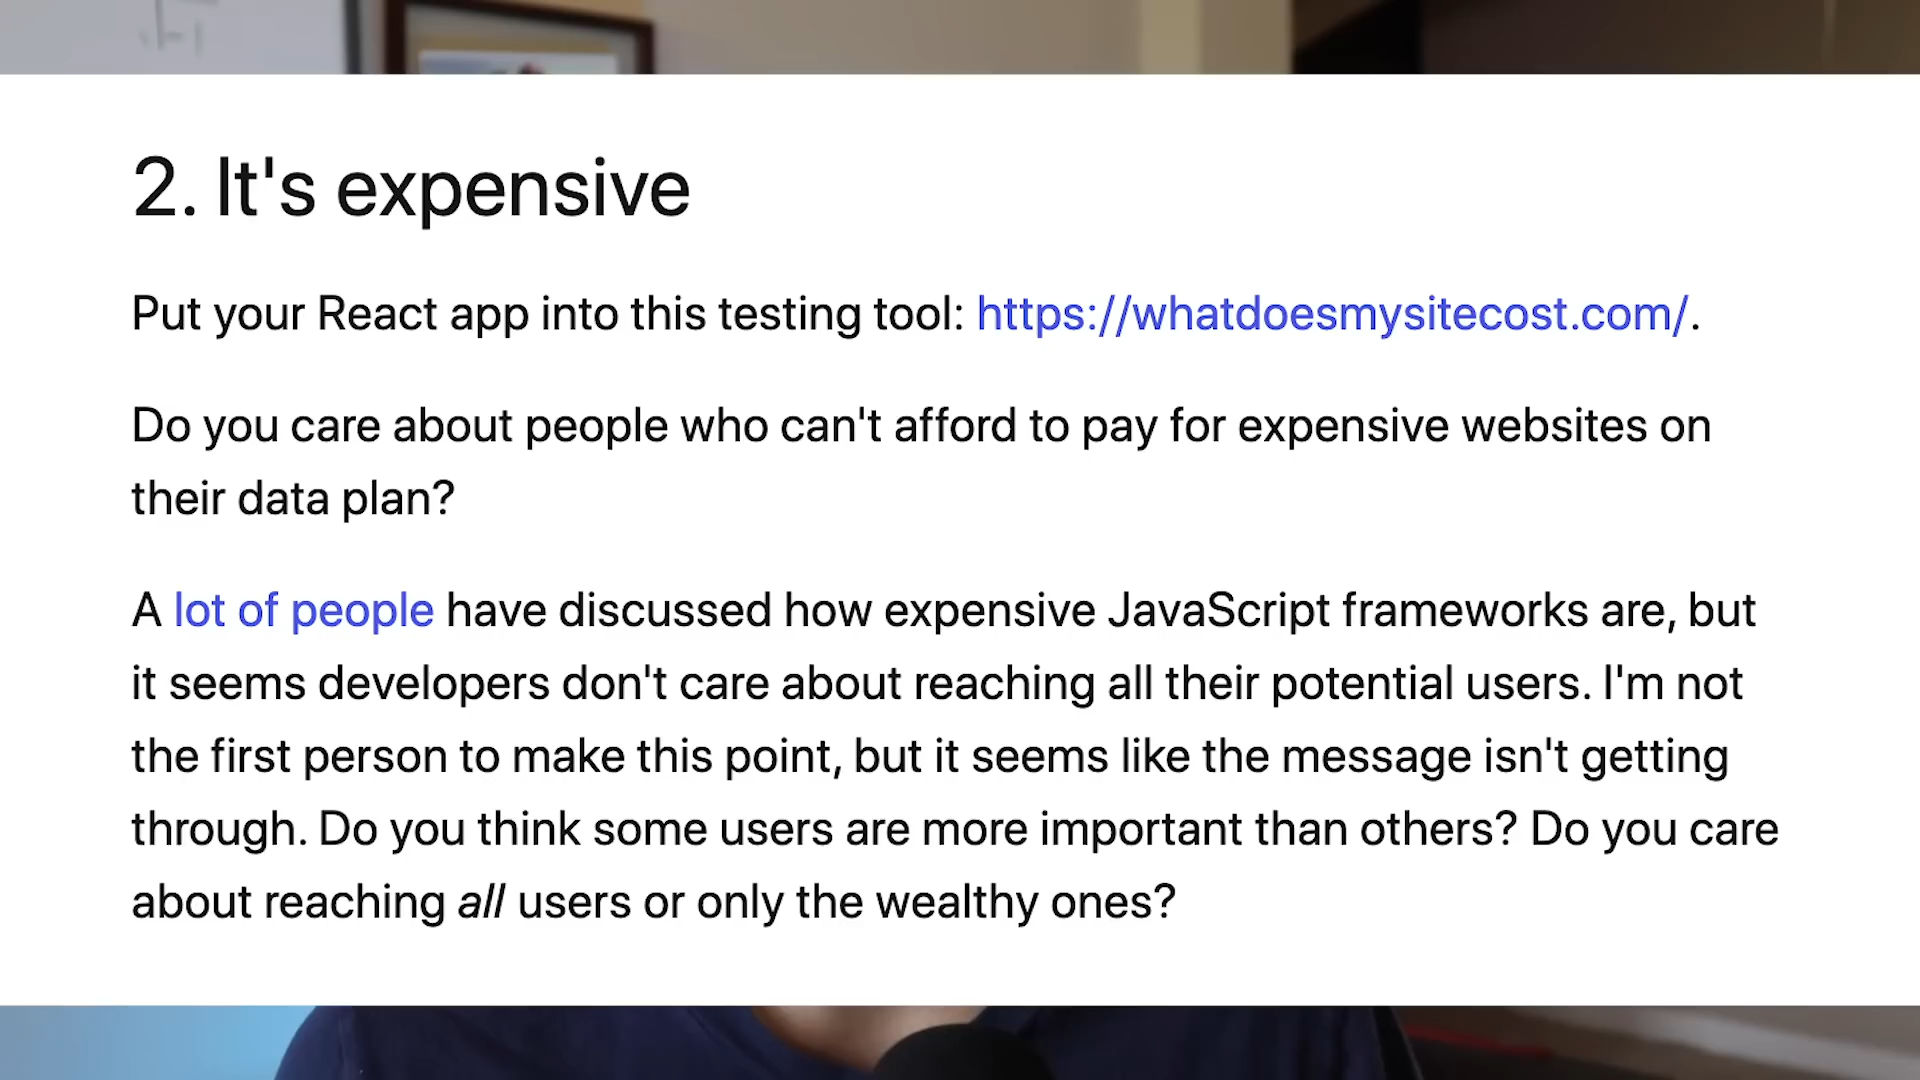 2. It's expensive
Put your React app into this testing tool: https://whatdoesmysitecost.com/.
Do you care about people who can't afford to pay for expensive websites on
their data plan?
A lot of people have discussed how expensive JavaScript frameworks are, but
it seems developers don't care about reaching all their potential users. I'm not
the first person to make this point, but it seems like the message isn't getting
through. Do you think some users are more important than others? Do you care
about reaching all users or only the wealthy ones?